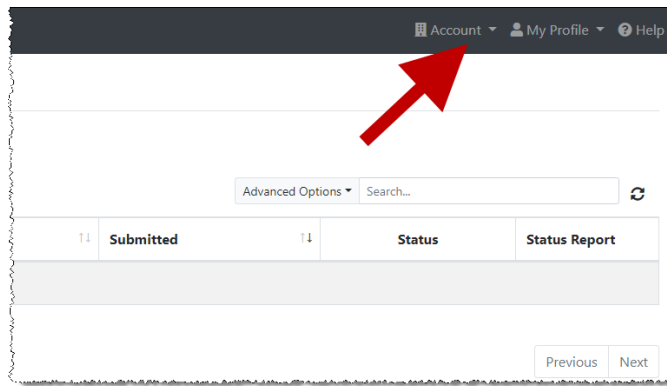 Account My Profile Help
Advanced Options Search...
Submitted Status Status Report
Previous Next